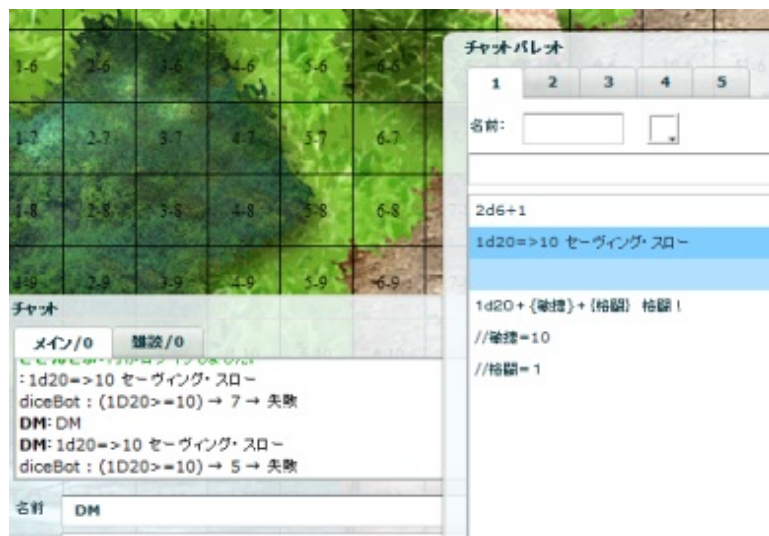 1-6 2-6 3-6 4-6 5-6 6-6
1-7 2-7 3-7 4-7 5-7 6-7
1-8 2-8 3-8 4-8 5-8 6-8
2-9 3-9 4-9 5-9 6-9
チャット
メイン/0 雑談/0
:1d20=>10 セーヴィング・スロー
diceBot : (1D20>=10) → 7 → 失敗
DM: DM
DM: 1d20=>10 セーヴィング・スロー
diceBot : (1D20>=10) → 5 → 失敗
名前 DM
チャットパレット
1 2 3 4 5
名前:
2d6+1
1d20=>10 セーヴィング・スロー
1d20+{敏捷}+{格闘} 格闘！
//敏捷=10
//格闘=1